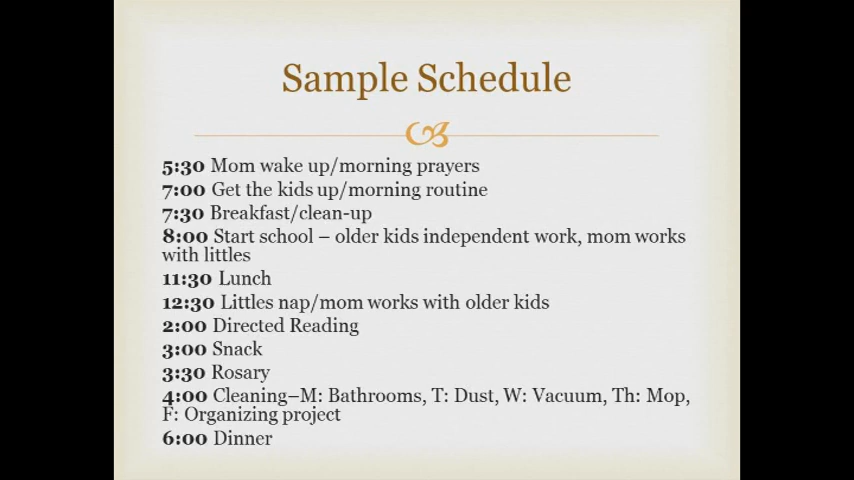 Sample Schedule
5:30 Mom wake up/morning prayers
7:00 Get the kids up/morning routine
7:30 Breakfast/clean-up
8:00 Start school – older kids independent work, mom works
with littles
11:30 Lunch
12:30 Littles nap/mom works with older kids
2:00 Directed Reading
3:00 Snack
3:30 Rosary
4:00 Cleaning–M: Bathrooms, T: Dust, W: Vacuum, Th: Mop,
F: Organizing project
6:00 Dinner